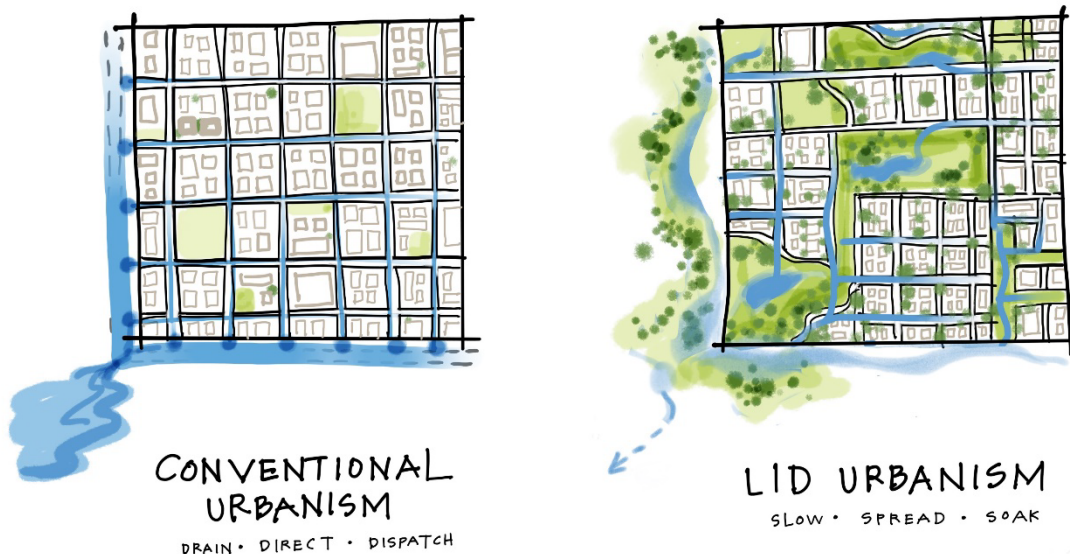 CONVENTIONAL
URBANISM
DRAIN • DIRECT • DISPATCH
LID URBANISM
SLOW • SPREAD • SOAK